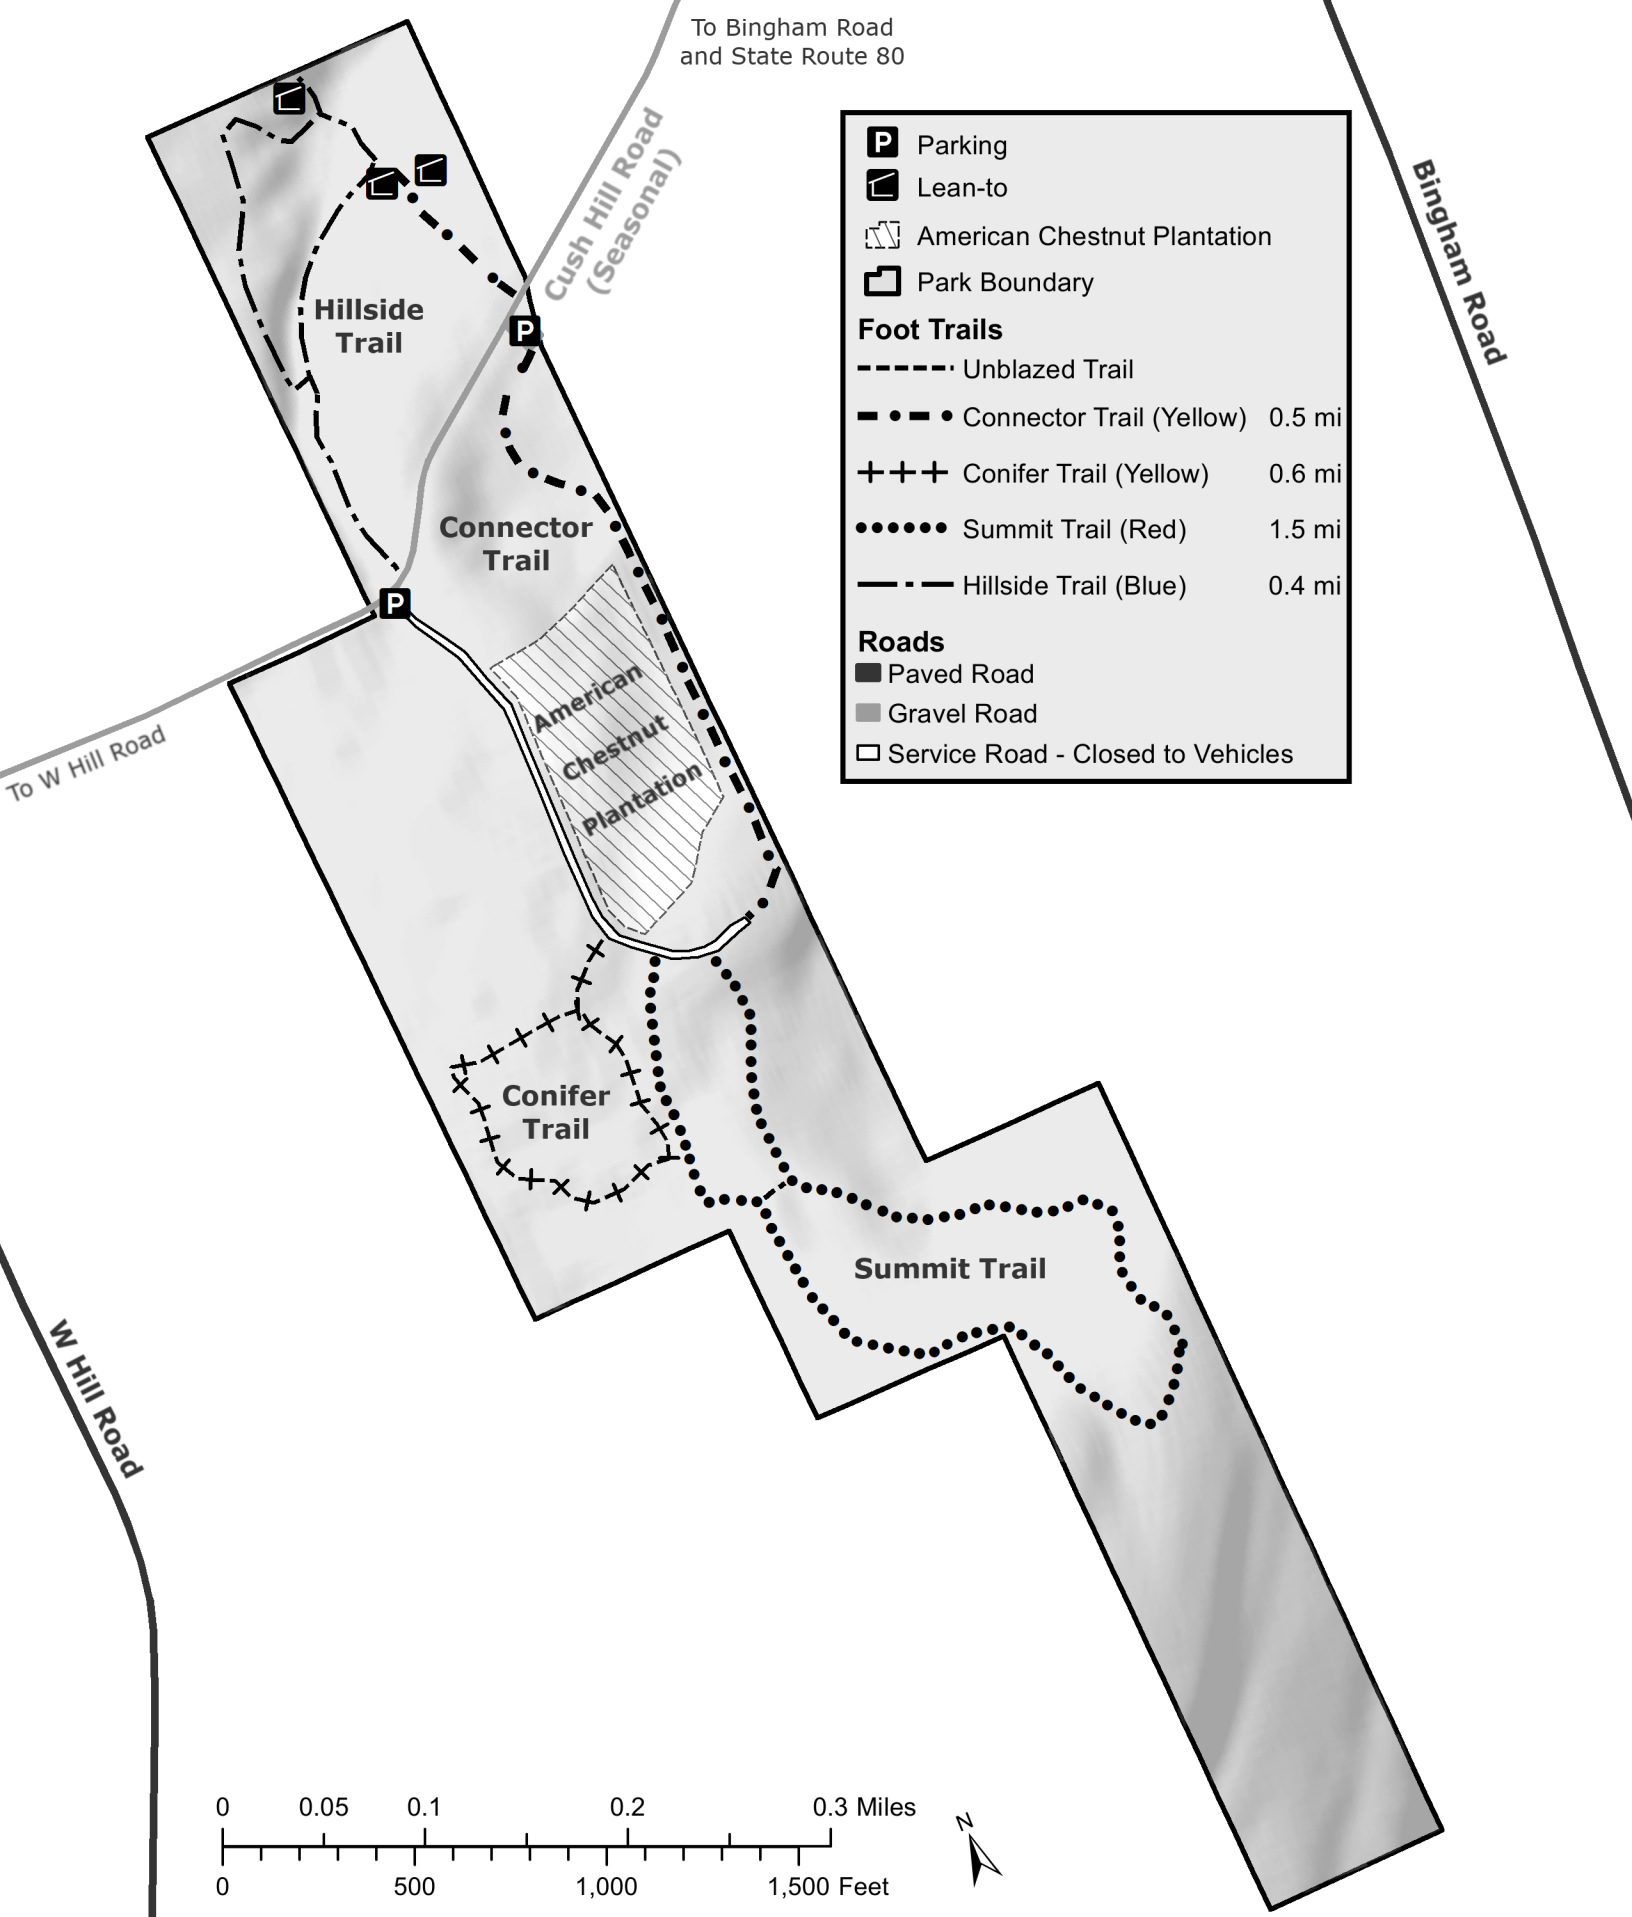 To Bingham Road
and State Route 80
Cush Hill Road
(Seasonal)
Bingham Road
P Parking
Lean-to
American Chestnut Plantation
Park Boundary
Foot Trails
Unblazed Trail
Connector Trail (Yellow) 0.5 mi
Conifer Trail (Yellow) 0.6 mi
Summit Trail (Red) 1.5 mi
Hillside Trail (Blue) 0.4 mi
Roads
Paved Road
Gravel Road
Service Road - Closed to Vehicles
Hillside
Trail
P
Connector
Trail
P
American
Chestnut
Plantation
To W Hill Road
Conifer
Trail
Summit Trail
W Hill Road
0 0.05 0.1 0.2 0.3 Miles
0 500 1,000 1,500 Feet
N